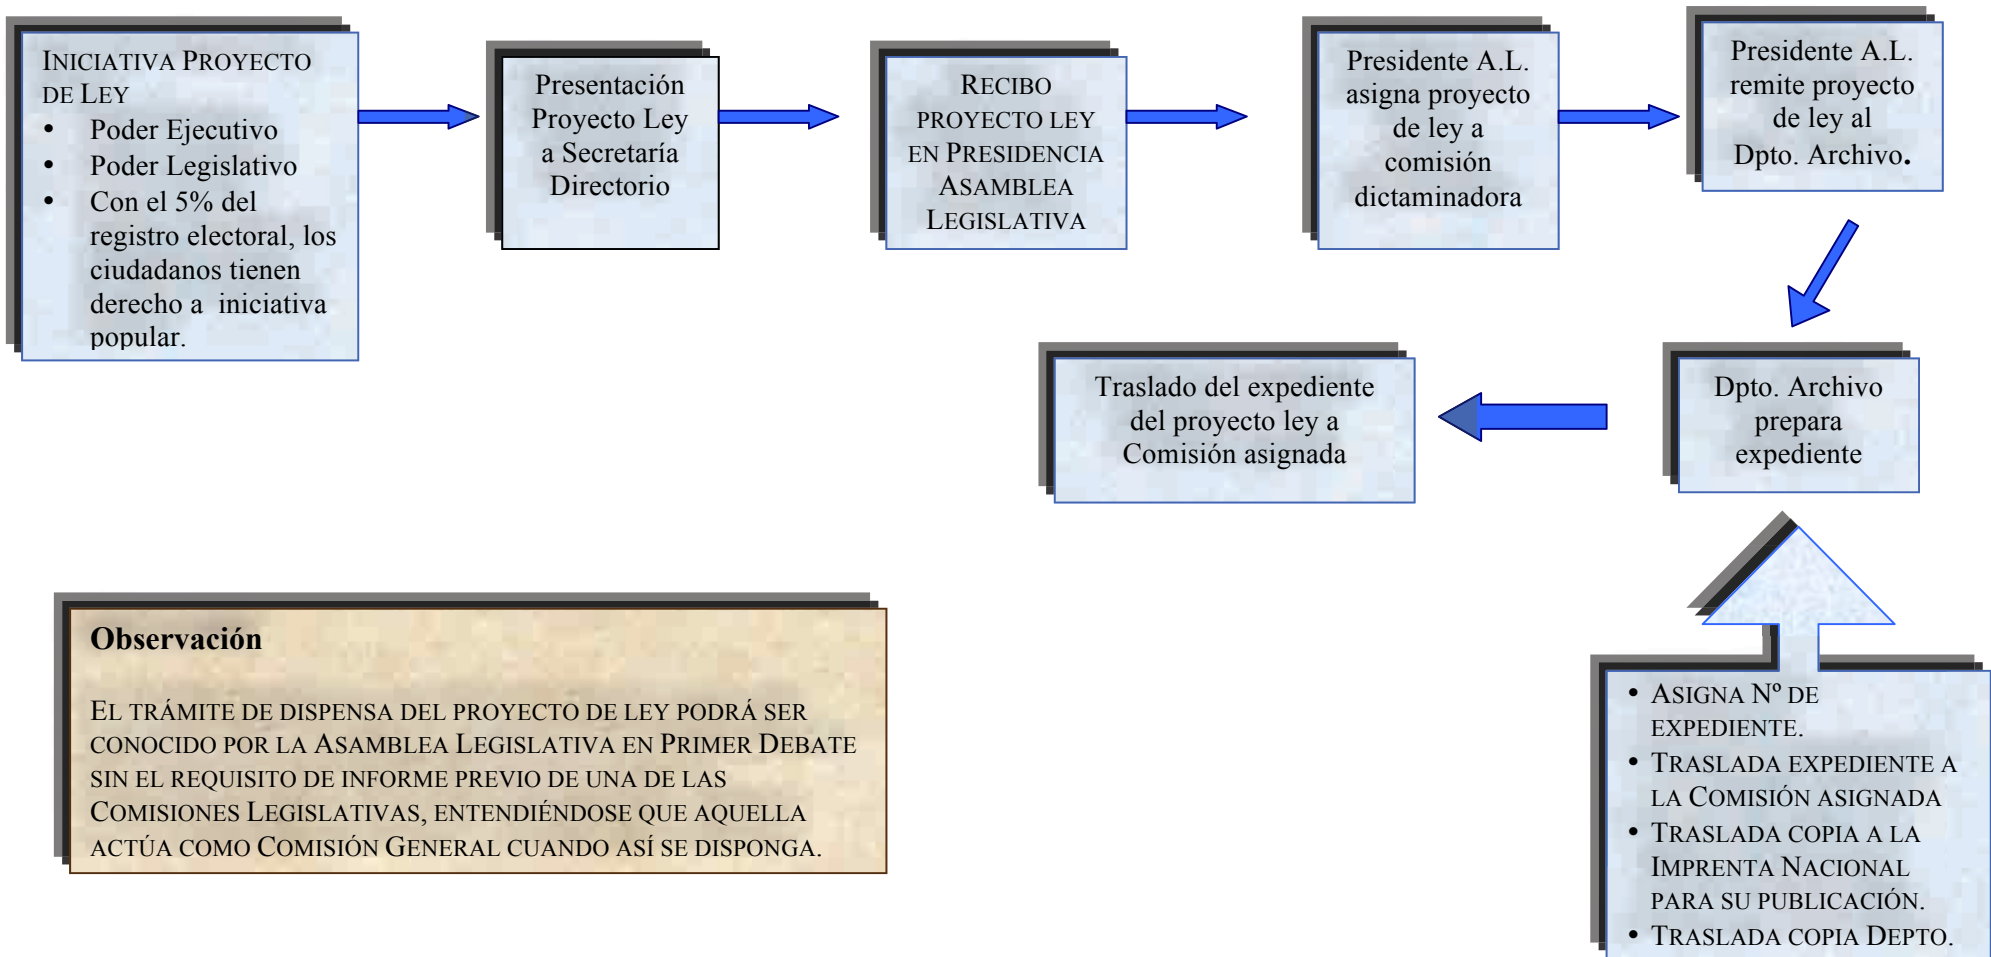 INICIATIVA PROYECTO
DE LEY
• Poder Ejecutivo
• Poder Legislativo
• Con el 5% del
registro electoral, los
ciudadanos tienen
derecho a iniciativa
popular.
Presentación
Proyecto Ley
a Secretaría
Directorio
RECIBO
PROYECTO LEY
EN PRESIDENCIA
ASAMBLEA
LEGISLATIVA
Presidente A.L.
asigna proyecto
de ley a
comisión
dictaminadora
Presidente A.L.
remite proyecto
de ley al
Dpto. Archivo.
Dpto. Archivo
prepara
expediente
Traslado del expediente
del proyecto ley a
Comisión asignada
• ASIGNA Nº DE
EXPEDIENTE.
• TRASLADA EXPEDIENTE A
LA COMISIÓN ASIGNADA
• TRASLADA COPIA A LA
IMPRENTA NACIONAL
PARA SU PUBLICACIÓN.
• TRASLADA COPIA DEPTO.
Observación
EL TRÁMITE DE DISPENSA DEL PROYECTO DE LEY PODRÁ SER
CONOCIDO POR LA ASAMBLEA LEGISLATIVA EN PRIMER DEBATE
SIN EL REQUISITO DE INFORME PREVIO DE UNA DE LAS
COMISIONES LEGISLATIVAS, ENTENDIÉNDOSE QUE AQUELLA
ACTÚA COMO COMISIÓN GENERAL CUANDO ASÍ SE DISPONGA.